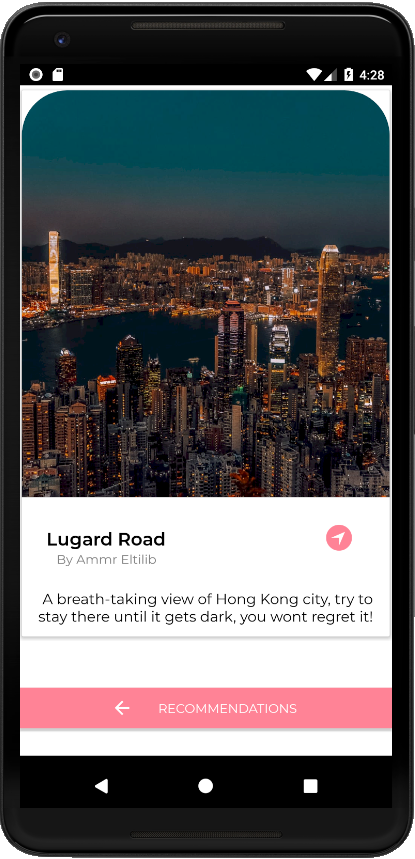 4:28
Lugard Road
By Ammr Eltilib
A breath-taking view of Hong Kong city, try to
stay there until it gets dark, you wont regret it!
RECOMMENDATIONS